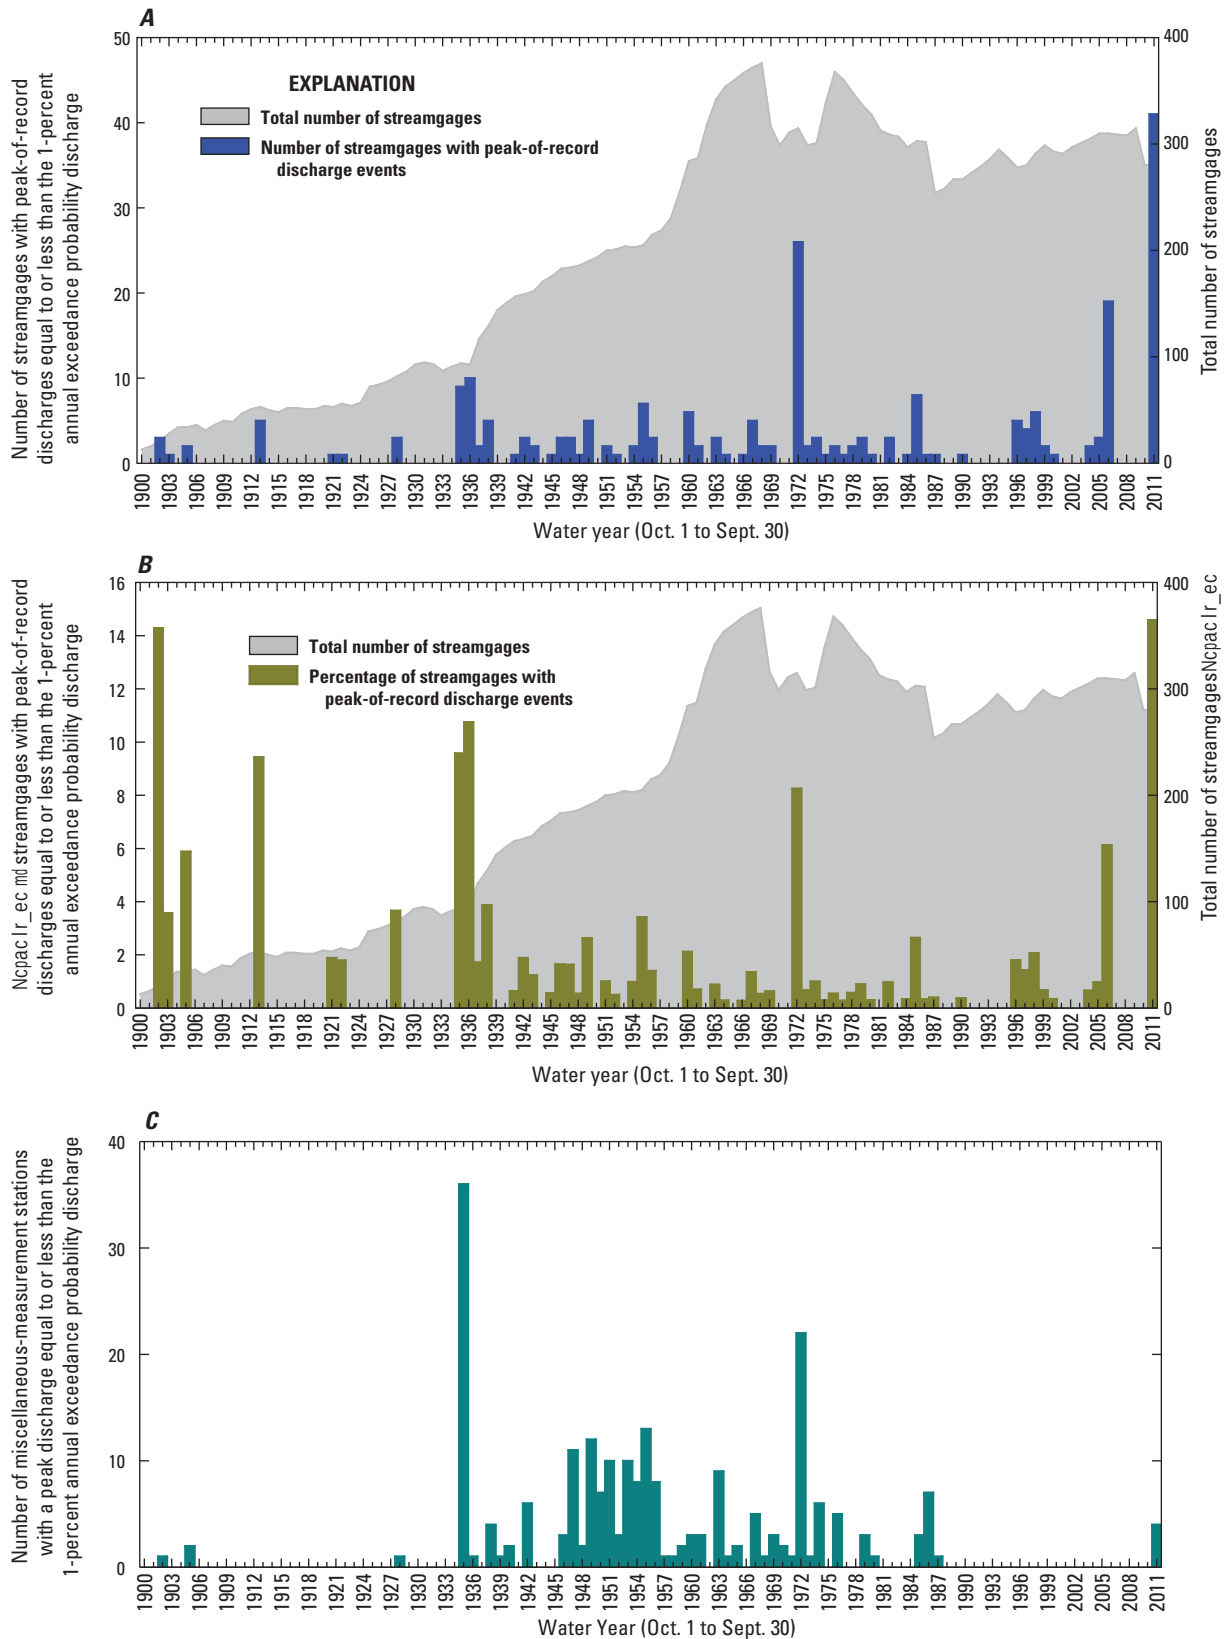 A
Number of streamgages with peak-of-record
discharges equal to or less than the 1-percent
annual exceedance probability discharge
50
40
30
20
10
0
EXPLANATION
Total number of streamgages
Number of streamgages with peak-of-record
discharge events
400
300
200
100
0
Total number of streamgages
1900 1903 1906 1909 1912 1915 1918 1921 1924 1927 1930 1933 1936 1939 1942 1945 1948 1951 1954 1957 1960 1963 1966 1969 1972 1975 1978 1981 1984 1987 1990 1993 1996 1999 2002 2005 2008 2011
Water year (Oct. 1 to Sept. 30)
B
Ncpac lr_ec md streamgages with peak-of-record
discharges equal to or less than the 1-percent
annual exceedance probability discharge
16
14
12
10
8
6
4
2
0
Total number of streamgages
Percentage of streamgages with
peak-of-record discharge events
400
300
200
100
0
Total number of streamgagesNcpac lr_ec
1900 1903 1906 1909 1912 1915 1918 1921 1924 1927 1930 1933 1936 1939 1942 1945 1948 1951 1954 1957 1960 1963 1966 1969 1972 1975 1978 1981 1984 1987 1990 1993 1996 1999 2002 2005 2008 2011
Water year (Oct. 1 to Sept. 30)
C
Number of miscellaneous-measurement stations
with a peak discharge equal to or less than the
1-percent annual exceedance probability discharge
40
30
20
10
0
1900 1903 1906 1909 1912 1915 1918 1921 1924 1927 1930 1933 1936 1939 1942 1945 1948 1951 1954 1957 1960 1963 1966 1969 1972 1975 1978 1981 1984 1987 1990 1993 1996 1999 2002 2005 2008 2011
Water Year (Oct. 1 to Sept. 30)